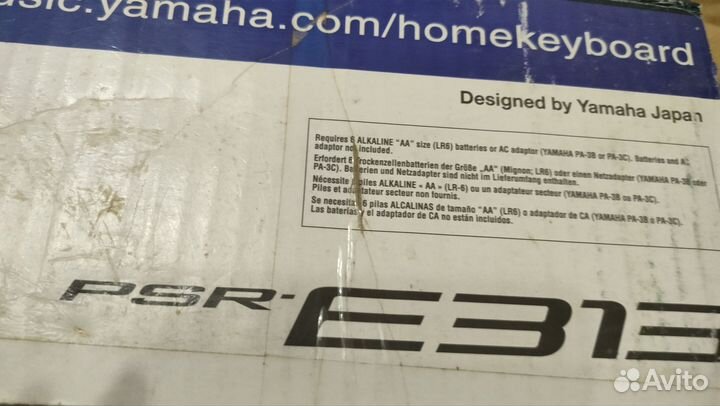 usic.yamaha.com/homekeyboard
Designed by Yamaha Japan
Requires 6 ALKALINE "AA" size (LR6) batteries or AC adaptor (YAMAHA PA-3B or PA-3C). Batteries and AC
adaptor not included.
Erfordert 6 Trockenzellenbatterien der Größe „AA" (Mignon; LR6) oder einen Netzadapter (YAMAHA PA-3B oder
PA-3C). Batterien und Netzadapter sind nicht im Lieferumfang enthalten.
Nécessite 6 piles ALKALINE « AA » (LR-6) ou un adaptateur secteur (YAMAHA PA-3B ou PA-3C).
Piles et adaptateur secteur non fournis.
Se necesitan 6 pilas ALCALINAS de tamaño "AA" (LR6) o adaptador de CA (YAMAHA PA-3B o PA-3C).
Las baterías y el adaptador de CA no están incluidos.
PSR-E313
Avito